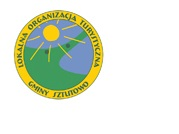 LOKALNA ORGANIZACJA TURYSTYCZNA
GMINY SZTUTOWO